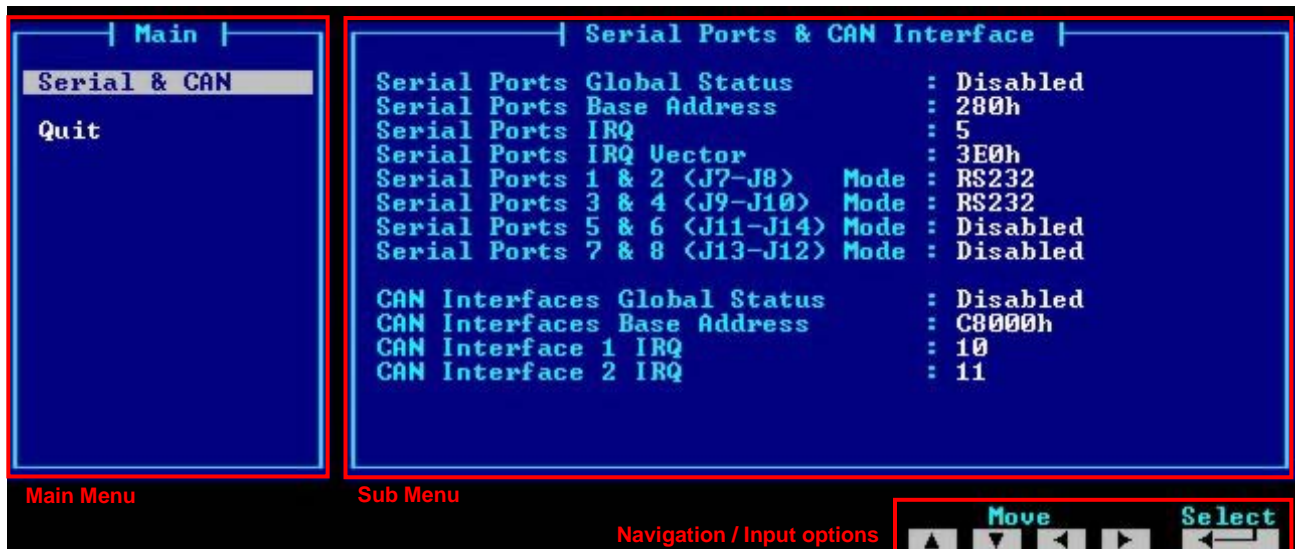 Main
Serial & CAN
Quit
Serial Ports & CAN Interface
Serial Ports Global Status : Disabled
Serial Ports Base Address : 280h
Serial Ports IRQ : 5
Serial Ports IRQ Vector : 3E0h
Serial Ports 1 & 2 (J7-J8) Mode : RS232
Serial Ports 3 & 4 (J9-J10) Mode : RS232
Serial Ports 5 & 6 (J11-J14) Mode : Disabled
Serial Ports 7 & 8 (J13-J12) Mode : Disabled
CAN Interfaces Global Status : Disabled
CAN Interfaces Base Address : C8000h
CAN Interface 1 IRQ : 10
CAN Interface 2 IRQ : 11
Main Menu
Sub Menu
Navigation / Input options
Move
Select